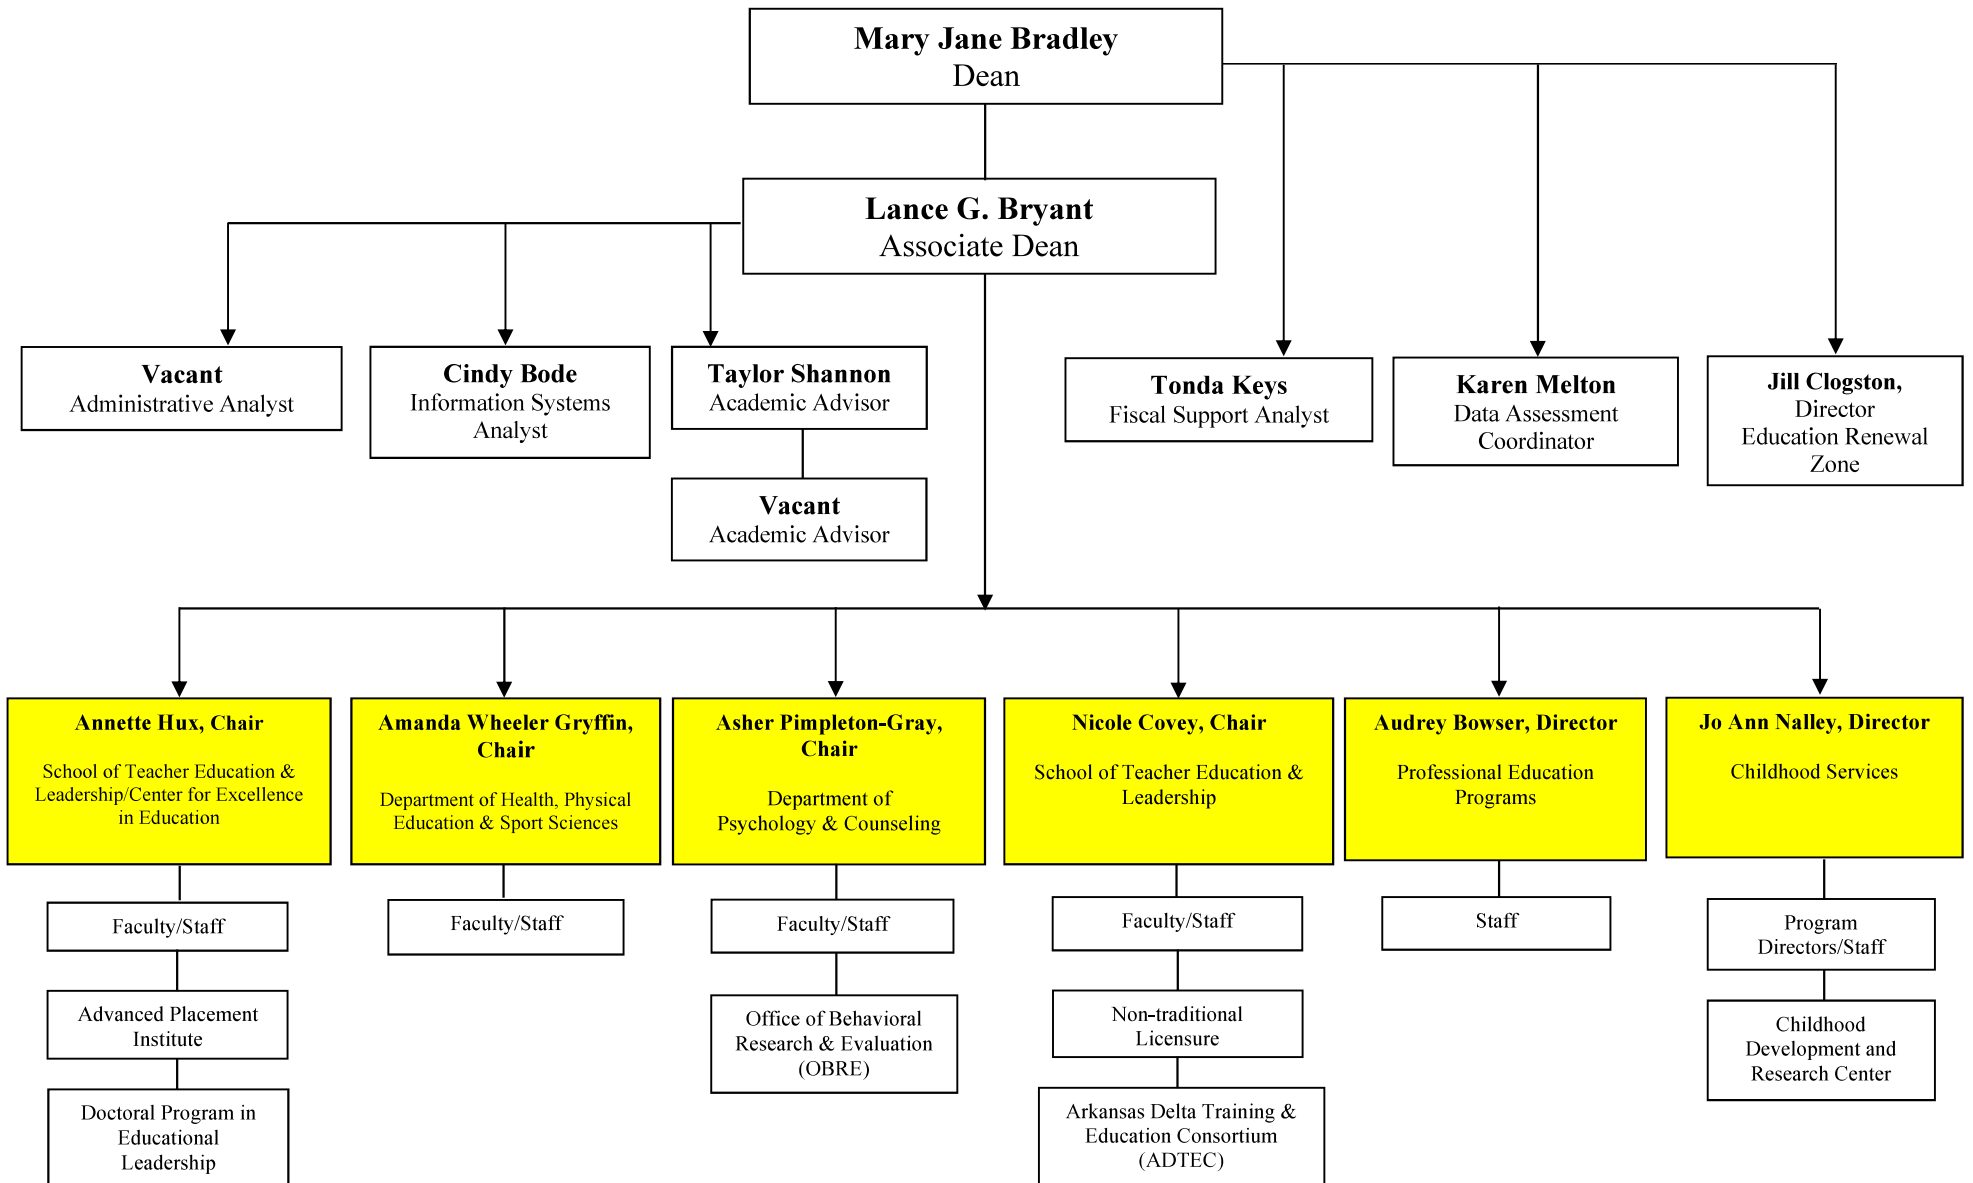 Mary Jane Bradley
Dean
Lance G. Bryant
Associate Dean
Vacant
Administrative Analyst
Cindy Bode
Information Systems
Analyst
Taylor Shannon
Academic Advisor
Vacant
Academic Advisor
Tonda Keys
Fiscal Support Analyst
Karen Melton
Data Assessment
Coordinator
Jill Clogston,
Director
Education Renewal
Zone
Annette Hux, Chair
School of Teacher Education &
Leadership/Center for Excellence
in Education
Faculty/Staff
Advanced Placement
Institute
Doctoral Program in
Educational
Leadership
Amanda Wheeler Gryffin,
Chair
Department of Health, Physical
Education & Sport Sciences
Faculty/Staff
Asher Pimpleton-Gray,
Chair
Department of
Psychology & Counseling
Faculty/Staff
Office of Behavioral
Research & Evaluation
(OBRE)
Nicole Covey, Chair
School of Teacher Education &
Leadership
Faculty/Staff
Non-traditional
Licensure
Arkansas Delta Training &
Education Consortium
(ADTEC)
Audrey Bowser, Director
Professional Education
Programs
Staff
Jo Ann Nalley, Director
Childhood Services
Program
Directors/Staff
Childhood
Development and
Research Center